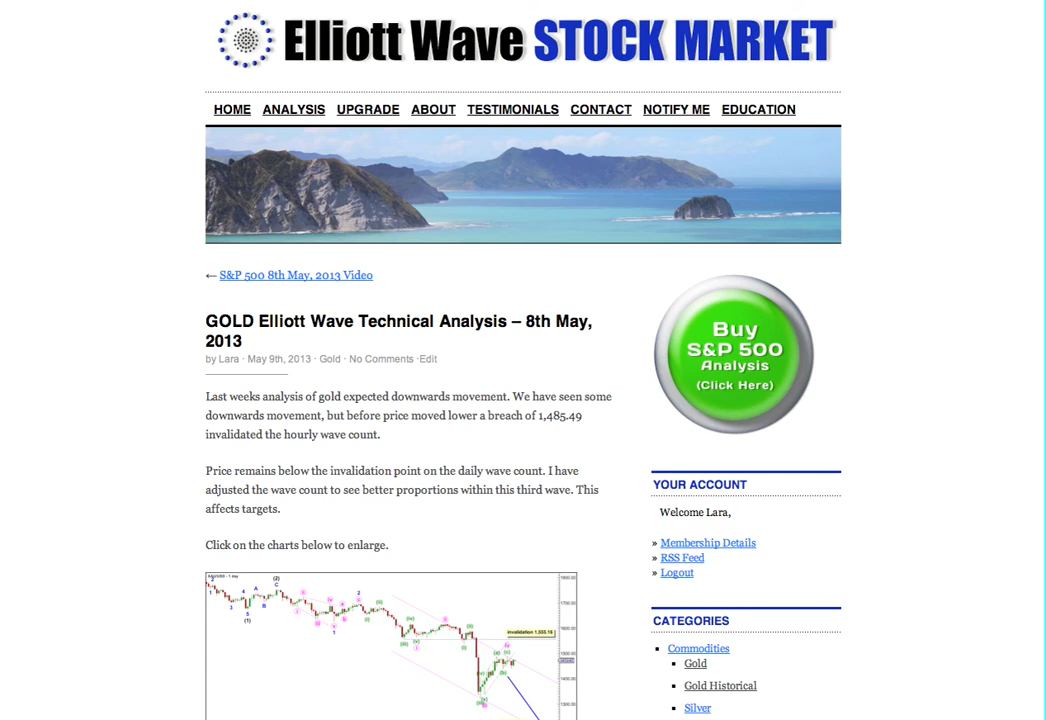 Elliott Wave STOCK MARKET
HOME ANALYSIS UPGRADE ABOUT TESTIMONIALS CONTACT NOTIFY ME EDUCATION
← S&P 500 8th May, 2013 Video
GOLD Elliott Wave Technical Analysis – 8th May,
2013
by Lara · May 9th, 2013 · Gold · No Comments ·Edit
Last weeks analysis of gold expected downwards movement. We have seen some
downwards movement, but before price moved lower a breach of 1,485.49
invalidated the hourly wave count.
Price remains below the invalidation point on the daily wave count. I have
adjusted the wave count to see better proportions within this third wave. This
affects targets.
Click on the charts below to enlarge.
Buy
S&P 500
Analysis
(Click Here)
YOUR ACCOUNT
Welcome Lara,
» Membership Details
» RSS Feed
» Logout
CATEGORIES
Commodities
Gold
Gold Historical
Silver